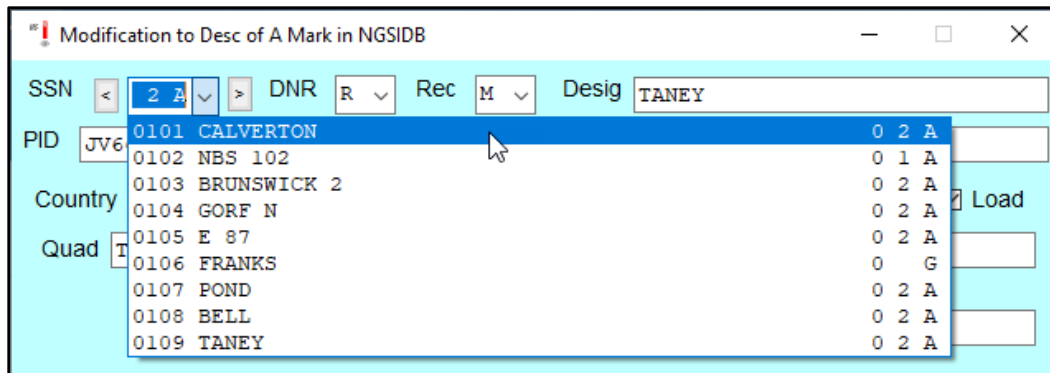 Modification to Desc of A Mark in NGSIDB
SSN < 2 A > DNR R Rec M Desig TANEY
PID
0101 CALVERTON 0 2 A
0102 NBS 102 0 1 A
Country 0103 BRUNSWICK 2 0 2 A Load
0104 GORF N 0 2 A
Quad T 0105 E 87 0 2 A
0106 FRANKS 0 G
0107 POND 0 2 A
0108 BELL 0 2 A
0109 TANEY 0 2 A